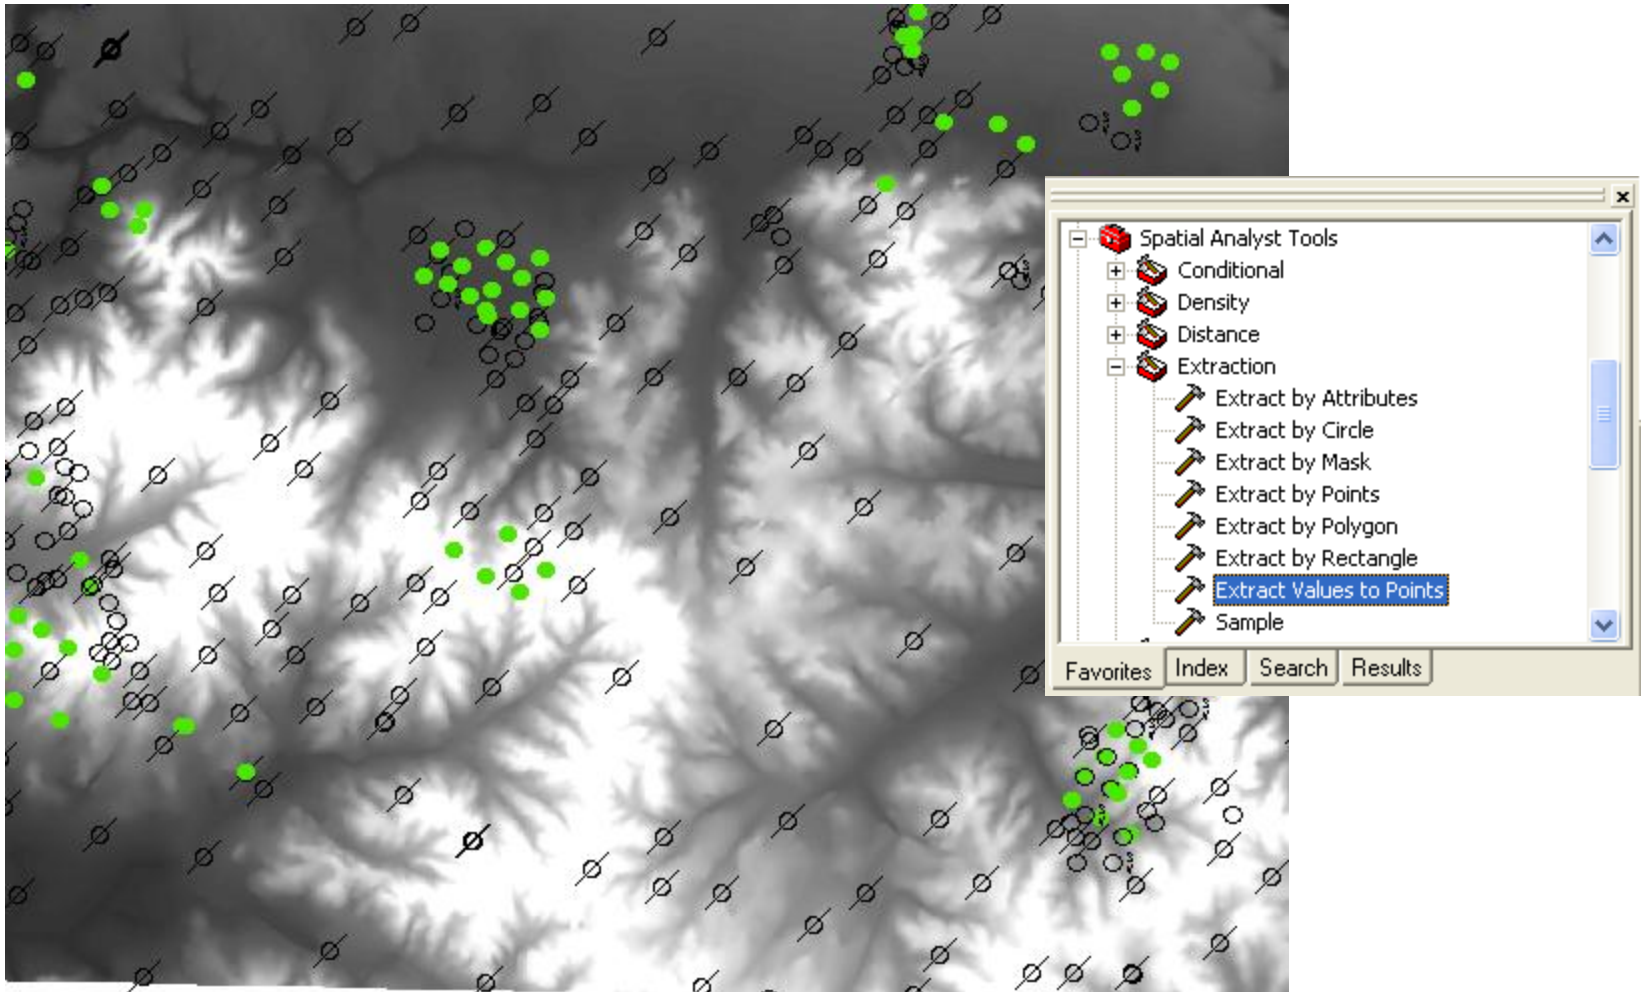 Spatial Analyst Tools
Conditional
Density
Distance
Extraction
Extract by Attributes
Extract by Circle
Extract by Mask
Extract by Points
Extract by Polygon
Extract by Rectangle
Extract Values to Points
Sample
Favorites Index Search Results